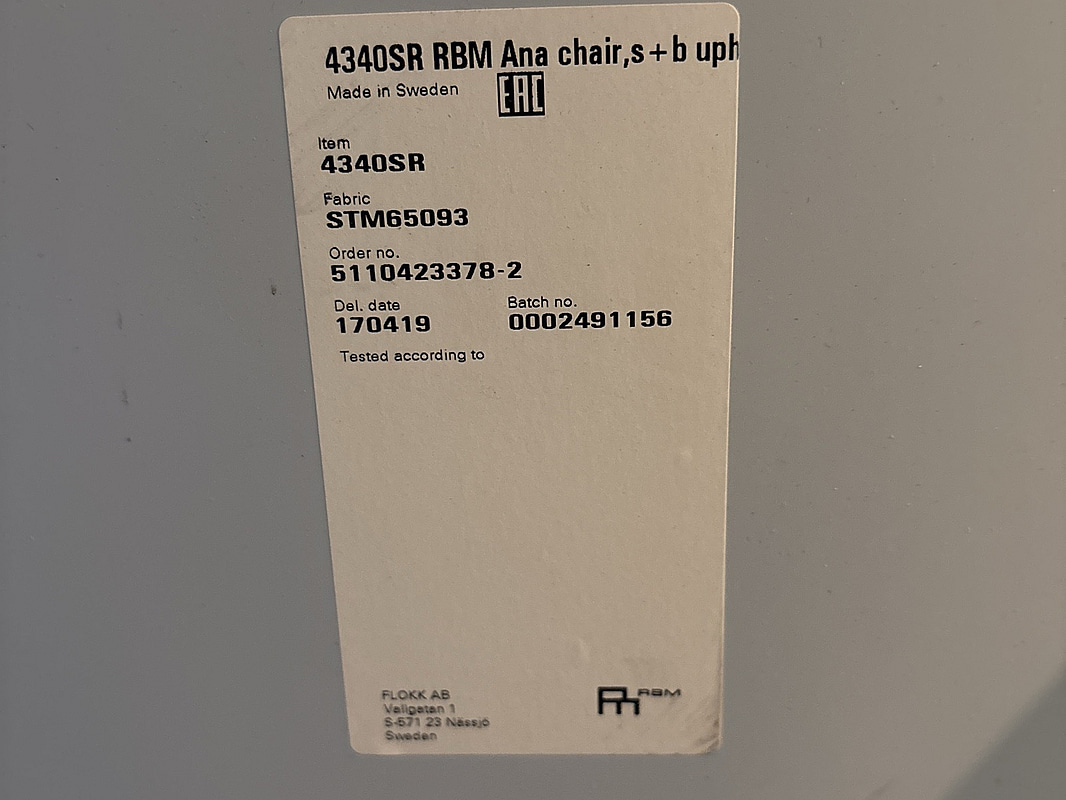 4340SR RBM Ana chair,s+b uph
Made in Sweden
EAC
Item
4340SR
Fabric
STM65093
Order no.
5110423378-2
Del. date
170419
Batch no.
0002491156
Tested according to
FLOKK AB
Vallgatan 1
S-571 23 Nässjö
Sweden
RBM